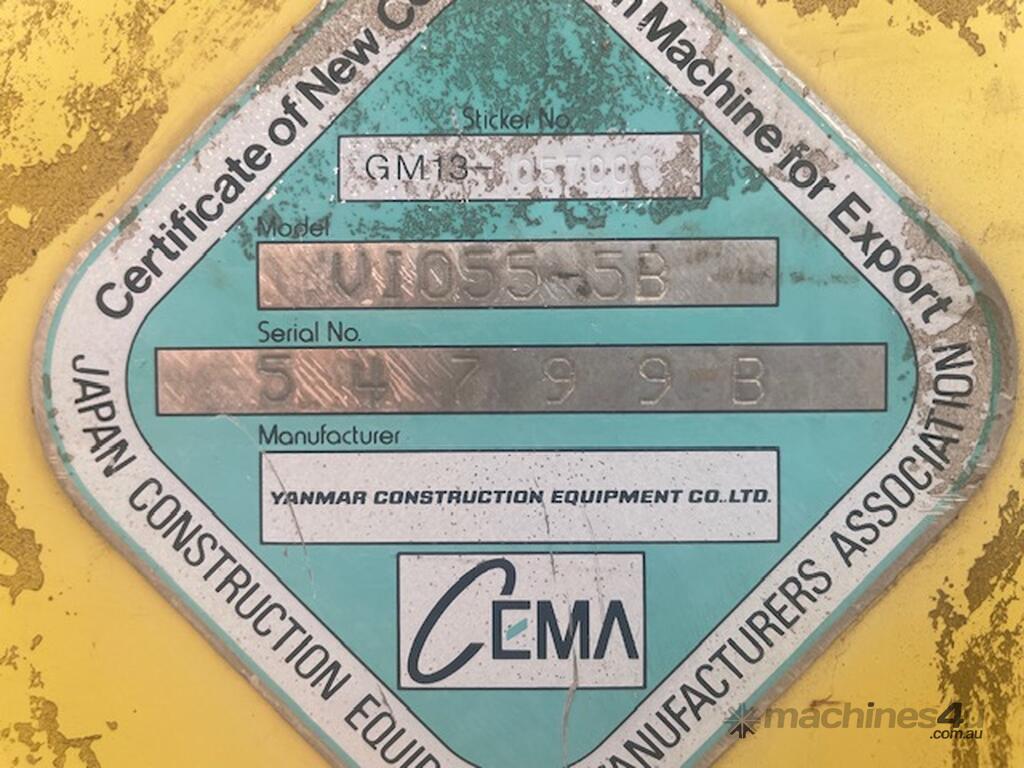 Certificate of New Co
n Machine for Export
Sticker No.
GM13-
Model
VIO55-5B
Serial No.
54799B
Manufacturer
YANMAR CONSTRUCTION EQUIPMENT CO.,LTD.
CEMA
JAPAN CONSTRUCTION EQUIP
MANUFACTURERS ASSOCIATION
machines4u
.com.au